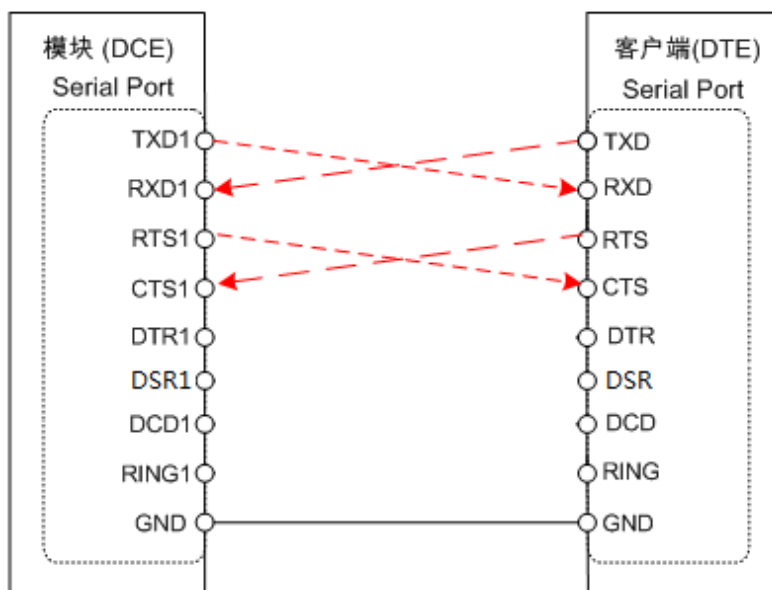 模块 (DCE)
Serial Port
TXD1
RXD1
RTS1
CTS1
DTR1
DSR1
DCD1
RING1
GND
客户端(DTE)
Serial Port
TXD
RXD
RTS
CTS
DTR
DSR
DCD
RING
GND